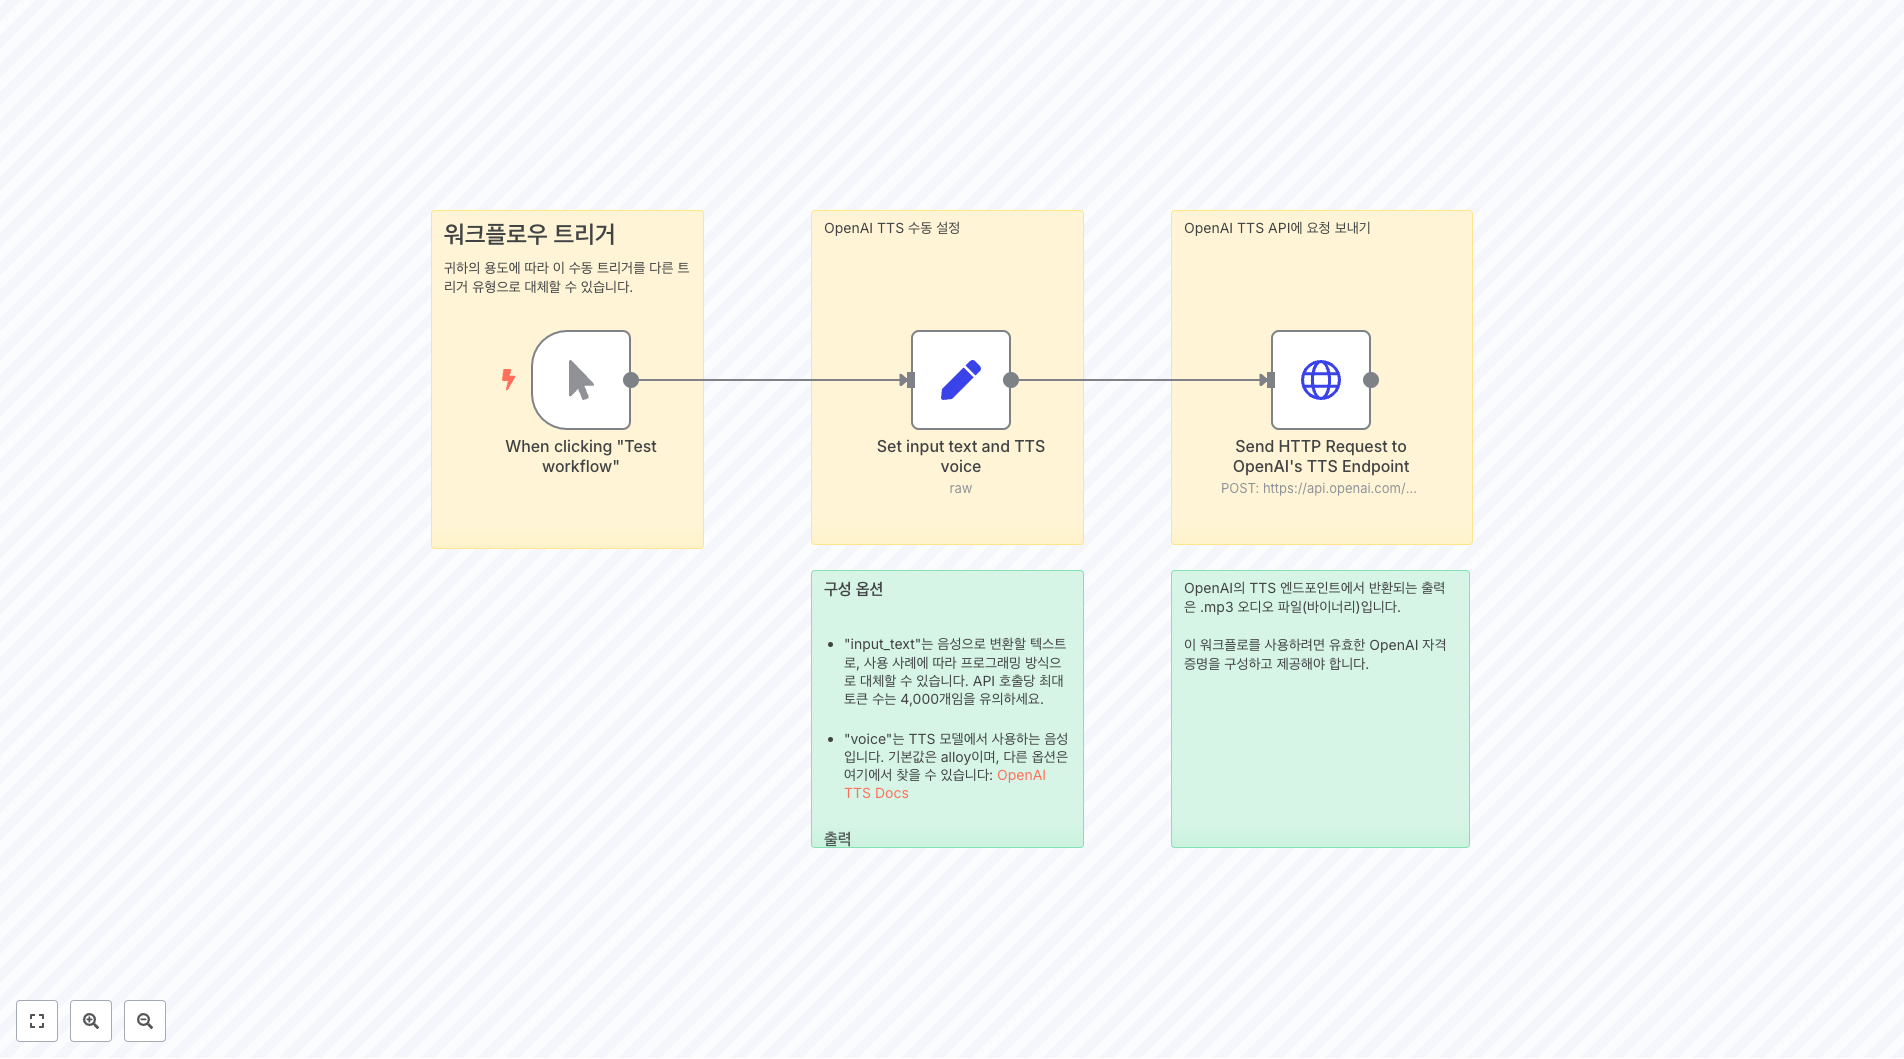 워크플로우 트리거
귀하의 용도에 따라 이 수동 트리거를 다른 트
리거 유형으로 대체할 수 있습니다.
When clicking "Test
workflow"
OpenAI TTS 수동 설정
Set input text and TTS
voice
raw
OpenAI TTS API에 요청 보내기
Send HTTP Request to
OpenAI's TTS Endpoint
POST: https://api.openai.com/...
구성 옵션
"input_text"는 음성으로 변환할 텍스트
로, 사용 사례에 따라 프로그래밍 방식으
로 대체할 수 있습니다. API 호출당 최대
토큰 수는 4,000개임을 유의하세요.
"voice"는 TTS 모델에서 사용하는 음성
입니다. 기본값은 alloy이며, 다른 옵션은
여기에서 찾을 수 있습니다: OpenAI
TTS Docs
출력
OpenAI의 TTS 엔드포인트에서 반환되는 출력
은 .mp3 오디오 파일(바이너리)입니다.
이 워크플로를 사용하려면 유효한 OpenAI 자격
증명을 구성하고 제공해야 합니다.